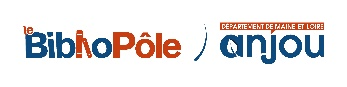 le
BiblioPôle
DÉPARTEMENT DE MAINE ET LOIRE
anjou